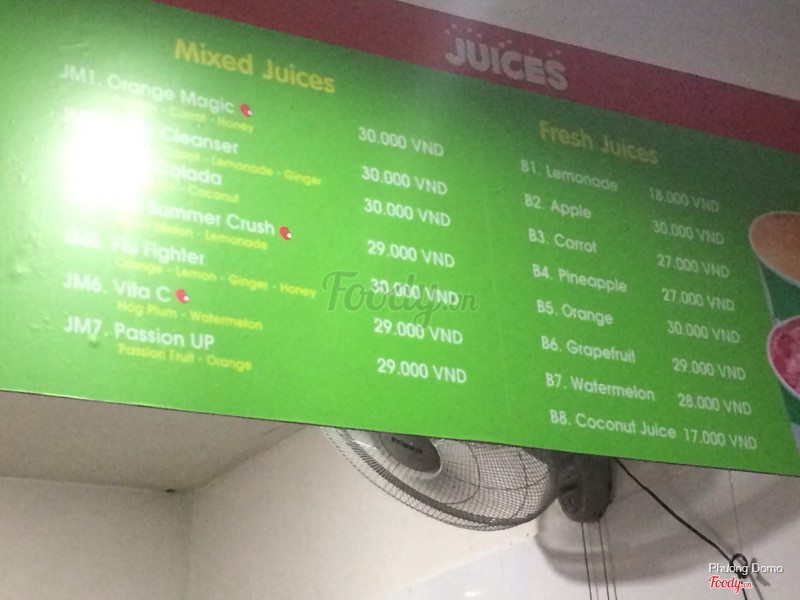 JUICES
Mixed Juices
JM1. Orange Magic
Carrot - Honey
30.000 VND
Cleanser
- Lemonade - Ginger
30.000 VND
- Coconut
30.000 VND
Summer Crush
Melon - Lemonade
29.000 VND
Flu Fighter
Orange - Lemon - Ginger - Honey
30.000 VND
JM6. Vita C
Hog Plum - Watermelon
29.000 VND
JM7. Passion UP
Passion Fruit - Orange
29.000 VND
Fresh Juices
B1. Lemonade 18.000 VND
B2. Apple 30.000 VND
B3. Carrot 27.000 VND
B4. Pineapple 27.000 VND
B5. Orange 30.000 VND
B6. Grapefruit 29.000 VND
B7. Watermelon 28.000 VND
B8. Coconut Juice 17.000 VND
Foody.vn
Phương Domo
Foody.vn